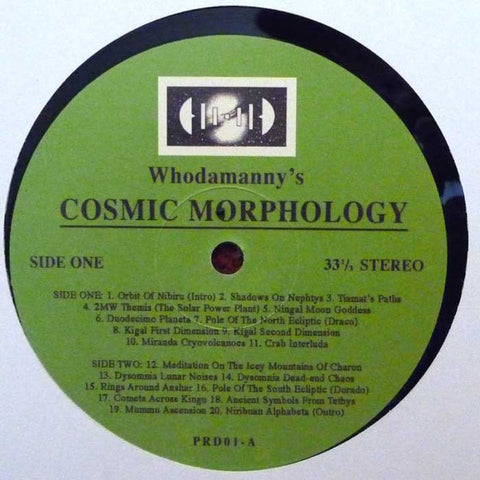 Whodamanny's
COSMIC MORPHOLOGY
SIDE ONE
33⅓ STEREO
SIDE ONE: 1. Orbit Of Nibiru (Intro) 2. Shadows On Nephtys 3. Tiamat's Paths
4. 2MW Themis (The Solar Power Plant) 5. Ningal Moon Goddess
6. Duodecimo Planeta 7. Pole Of The North Ecliptic (Draco)
8. Kigal First Dimension 9. Kigal Second Dimension
10. Miranda Cryovolcanoes 11. Crab Interluda
SIDE TWO: 12. Meditation On The Icey Mountains Of Charon
13. Dysomnia Lunar Noises 14. Dysomnia Dead-end Chaos
15. Rings Around Anshar 16. Pole Of The South Ecliptic (Dorado)
17. Comets Across Kingu 18. Ancient Symbols From Tethys
19. Mummu Ascension 20. Niribuan Alphabeta (Outro)
PRD01-A